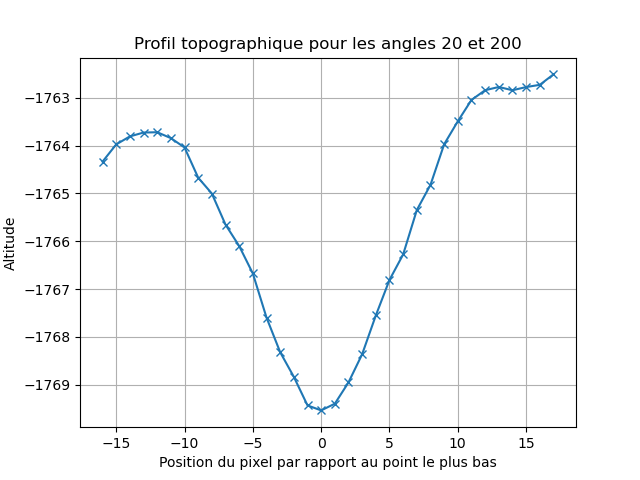 Profil topographique pour les angles 20 et 200
−1763
−1764
−1765
−1766
−1767
−1768
−1769
Altitude
−15 −10 −5 0 5 10 15
Position du pixel par rapport au point le plus bas